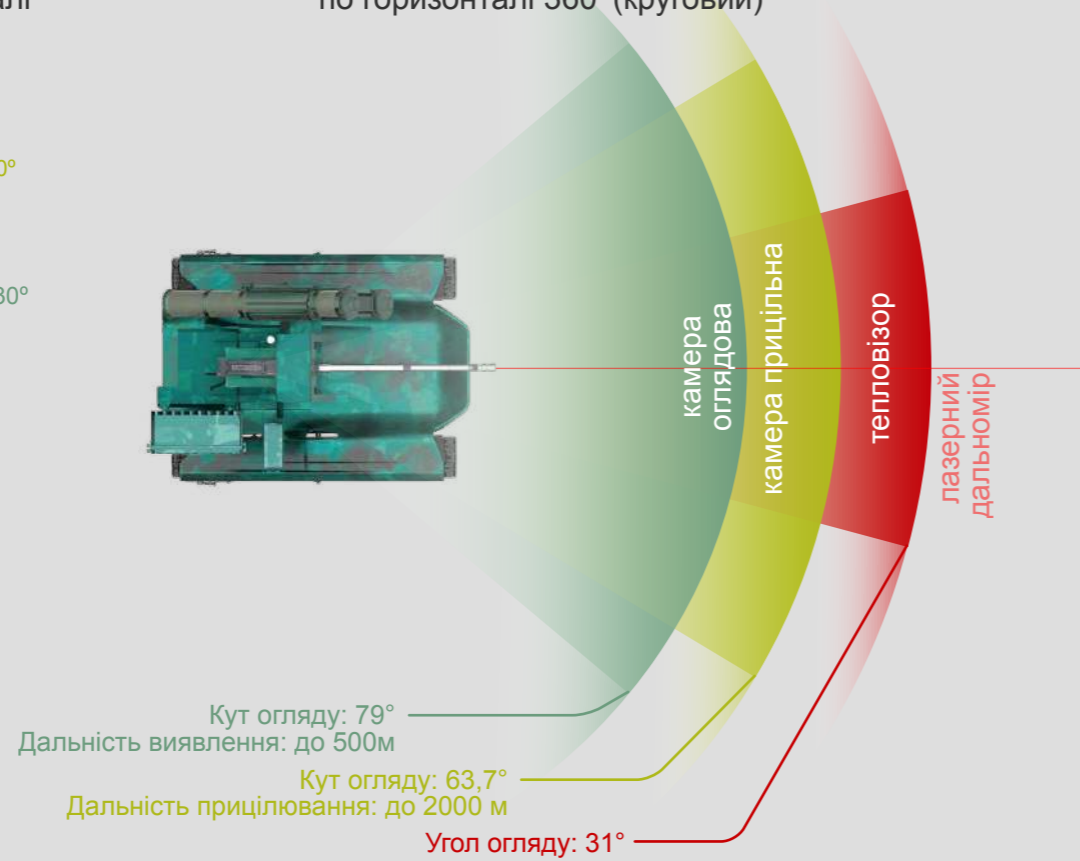 по горизонталі 360° (круговий)
камера
оглядова
камера прицільна
тепловізор
лазерний
дальномір
Кут огляду: 79°
Дальність виявлення: до 500м
Кут огляду: 63,7°
Дальність прицілювання: до 2000 м
Угол огляду: 31°